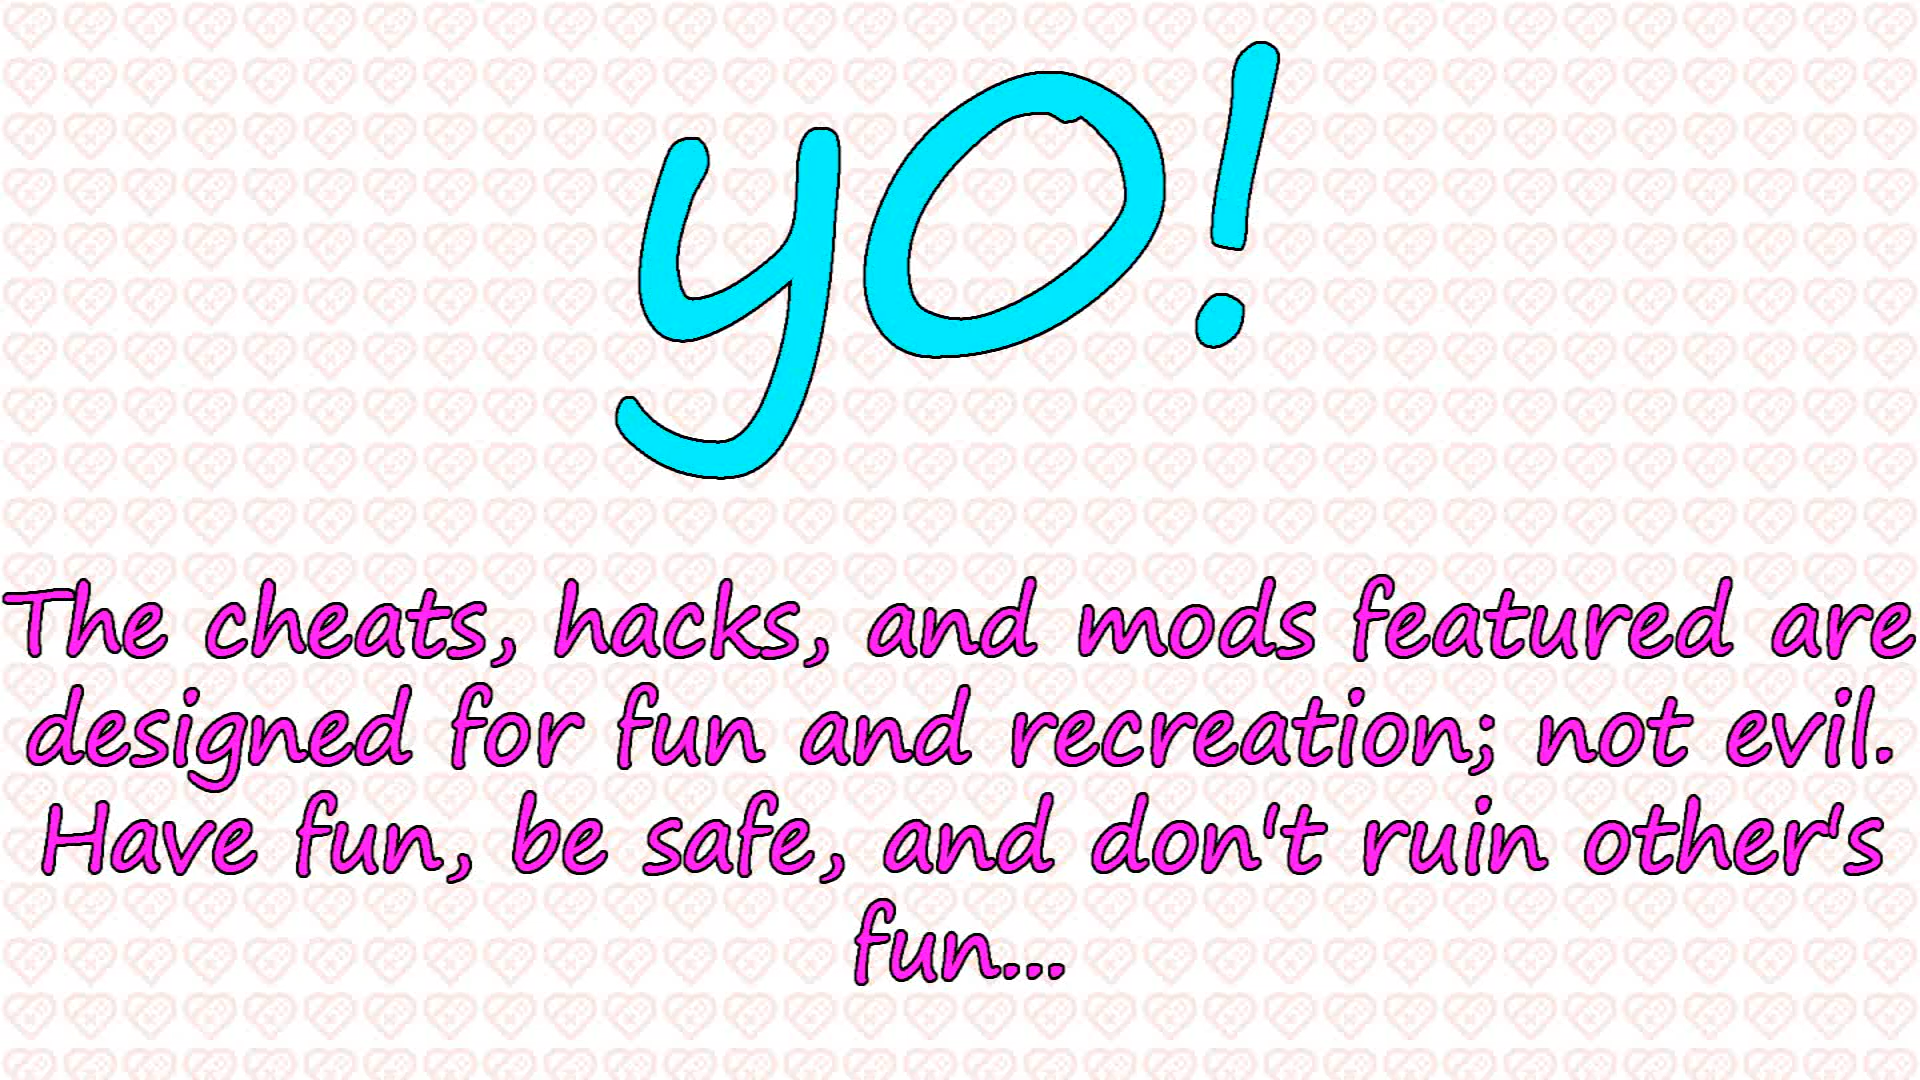 yo!
The cheats, hacks, and mods featured are
designed for fun and recreation; not evil.
Have fun, be safe, and don't ruin other's
fun...